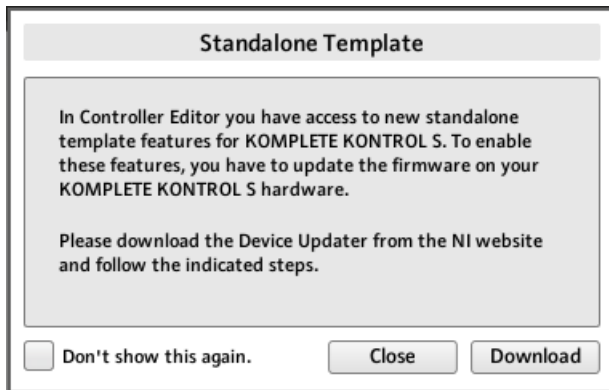 Standalone Template
In Controller Editor you have access to new standalone
template features for KOMPLETE KONTROL S. To enable
these features, you have to update the firmware on your
KOMPLETE KONTROL S hardware.
Please download the Device Updater from the NI website
and follow the indicated steps.
Don't show this again.
Close
Download